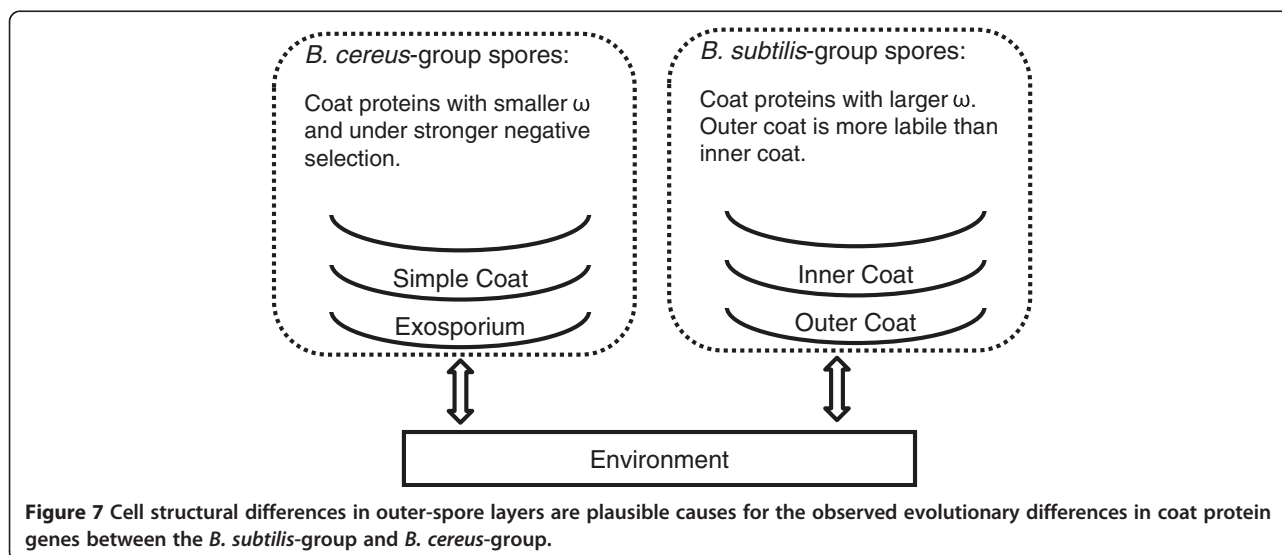 B. cereus-group spores:
Coat proteins with smaller ω
and under stronger negative
selection.
Simple Coat
Exosporium
B. subtilis-group spores:
Coat proteins with larger ω.
Outer coat is more labile than
inner coat.
Inner Coat
Outer Coat
Environment
Figure 7 Cell structural differences in outer-spore layers are plausible causes for the observed evolutionary differences in coat protein
genes between the B. subtilis-group and B. cereus-group.